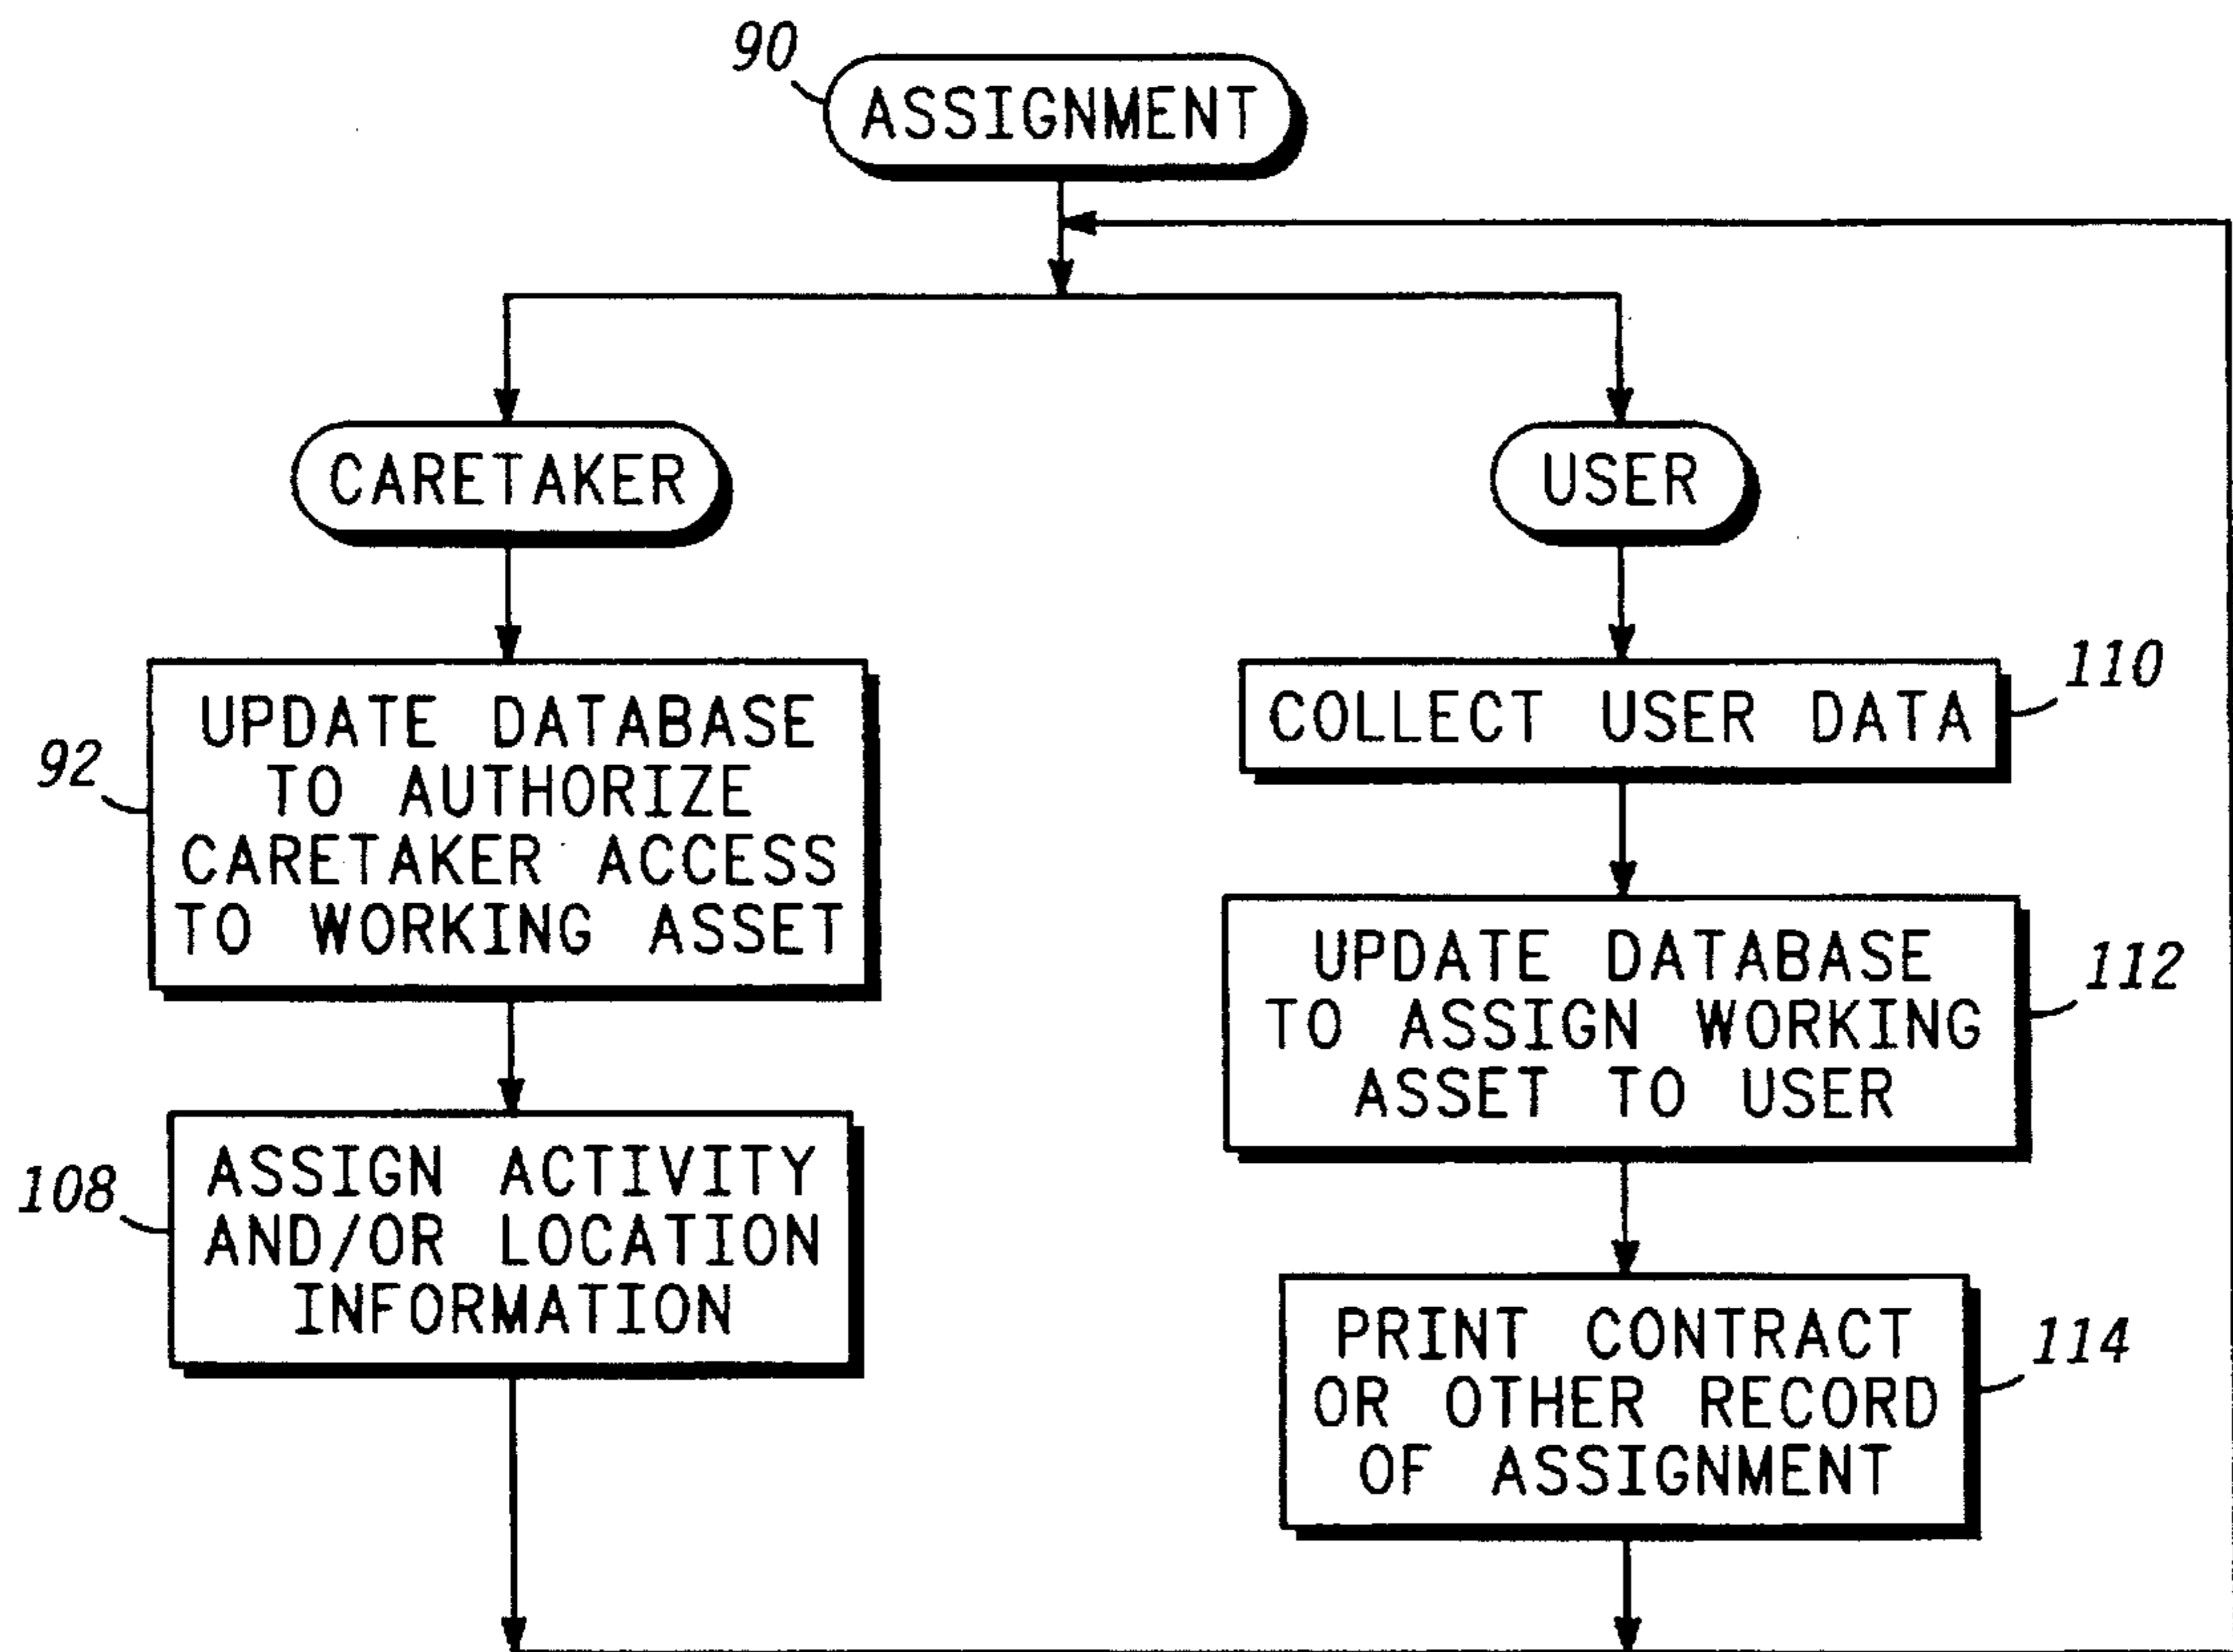 90
ASSIGNMENT
CARETAKER
USER
92
UPDATE DATABASE
TO AUTHORIZE
CARETAKER ACCESS
TO WORKING ASSET
108
ASSIGN ACTIVITY
AND/OR LOCATION
INFORMATION
COLLECT USER DATA
110
UPDATE DATABASE
TO ASSIGN WORKING
ASSET TO USER
112
PRINT CONTRACT
OR OTHER RECORD
OF ASSIGNMENT
114